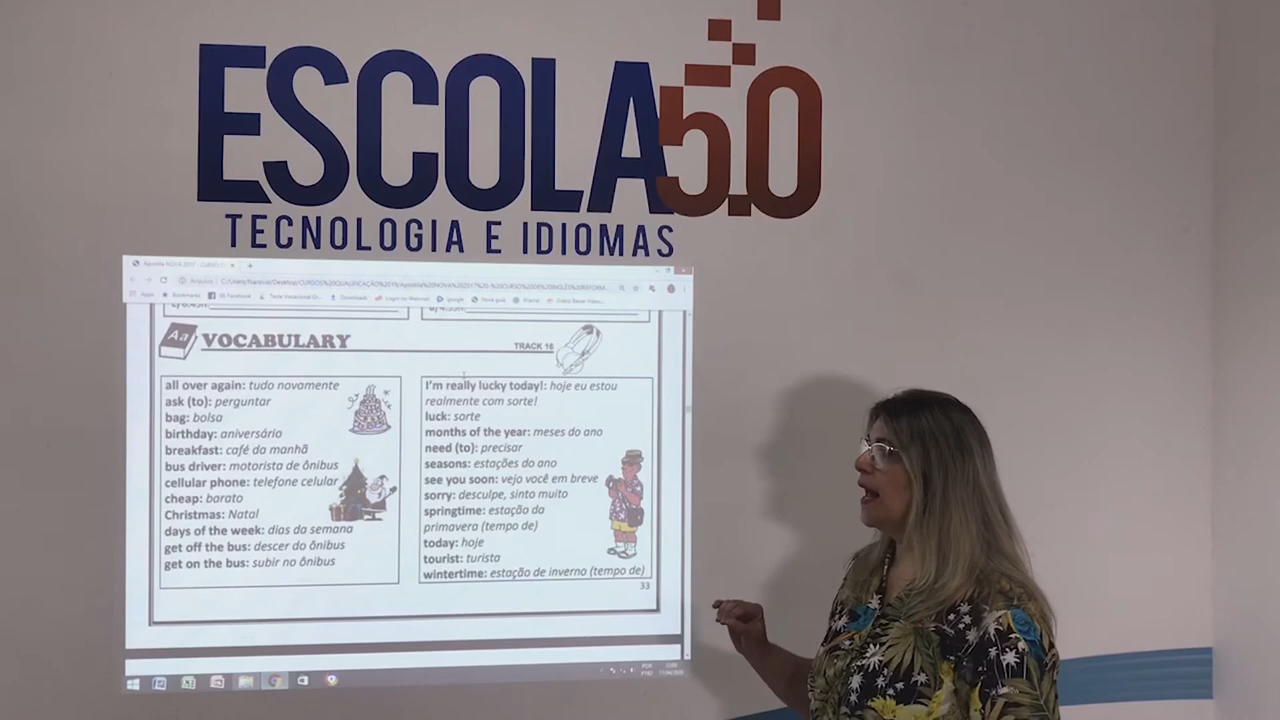 ESCOLA 5.0
TECNOLOGIA E IDIOMAS
VOCABULARY
TRACK 16
all over again: tudo novamente
ask (to): perguntar
bag: bolsa
birthday: aniversário
breakfast: café da manhã
bus driver: motorista de ônibus
cellular phone: telefone celular
cheap: barato
Christmas: Natal
days of the week: dias da semana
get off the bus: descer do ônibus
get on the bus: subir no ônibus
I'm really lucky today!: hoje eu estou
realmente com sorte!
luck: sorte
months of the year: meses do ano
need (to): precisar
seasons: estações do ano
see you soon: vejo você em breve
sorry: desculpe, sinto muito
springtime: estação da
primavera (tempo de)
today: hoje
tourist: turista
wintertime: estação de inverno (tempo de)
33